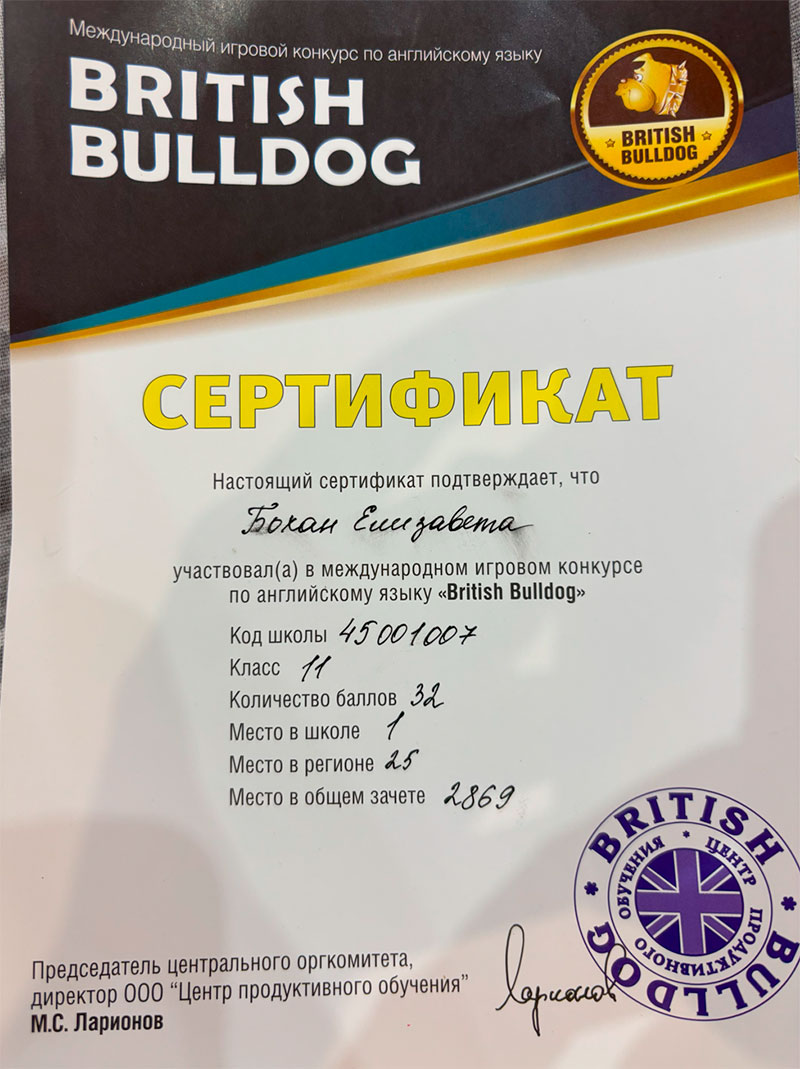 Международный игровой конкурс по английскому языку
BRITISH
BULLDOG
BRITISH
BULLDOG
СЕРТИФИКАТ
Настоящий сертификат подтверждает, что
Бохан Елизавета
участвовал(а) в международном игровом конкурсе
по английскому языку «British Bulldog»
Код школы 45001007
Класс 11
Количество баллов 32
Место в школе 1
Место в регионе 25
Место в общем зачете 2869
BRITISH BULLDOG
ЦЕНТР ПРОДУКТИВНОГО ОБУЧЕНИЯ
Председатель центрального оргкомитета,
директор ООО “Центр продуктивного обучения”
М.С. Ларионов
Ларионов